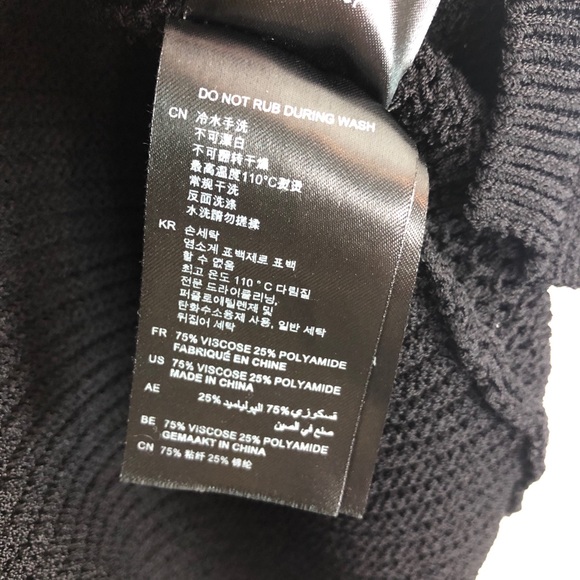 DO NOT RUB DURING WASH
CN 冷水手洗
不可漂白
不可翻转干燥
最高温度110°C熨烫
常规干洗
反面洗涤
水洗請勿搓揉
KR 손세탁
염소계 표백제로 표백
할 수 없음
최고 온도 110°C 다림질
전문 드라이클리닝,
퍼클로에틸렌제 및
탄화수소용제 사용, 일반 세탁
뒤집어 세탁
FR 75% VISCOSE 25% POLYAMIDE
FABRIQUÉ EN CHINE
US 75% VISCOSE 25% POLYAMIDE
MADE IN CHINA
AE فسكوزي 75% البولياميد 25%
صنع في الصين
BE 75% VISCOSE 25% POLYAMIDE
GEMAAKT IN CHINA
CN 75% 粘纤 25% 锦纶